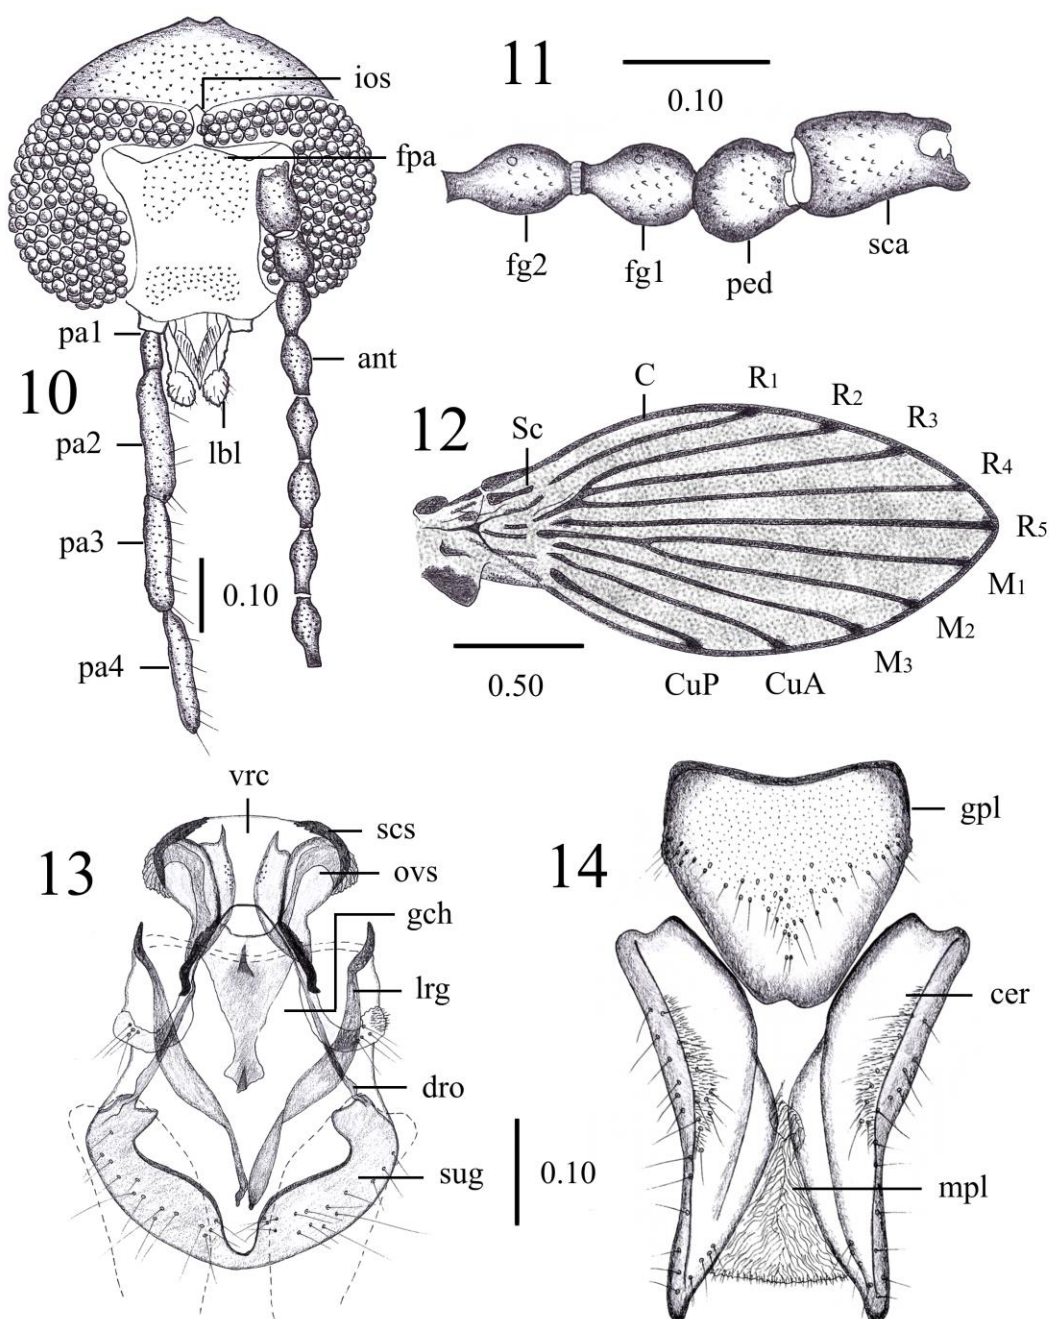 10
ios
fpa
pa1
ant
pa2
lbl
pa3
0.10
pa4
11
0.10
fg2
fg1
ped
sca
12
Sc
C
R1
R2
R3
R4
R5
M1
M2
M3
CuA
CuP
0.50
13
vrc
scs
ovs
gch
lrg
dro
sug
0.10
14
gpl
cer
mpl